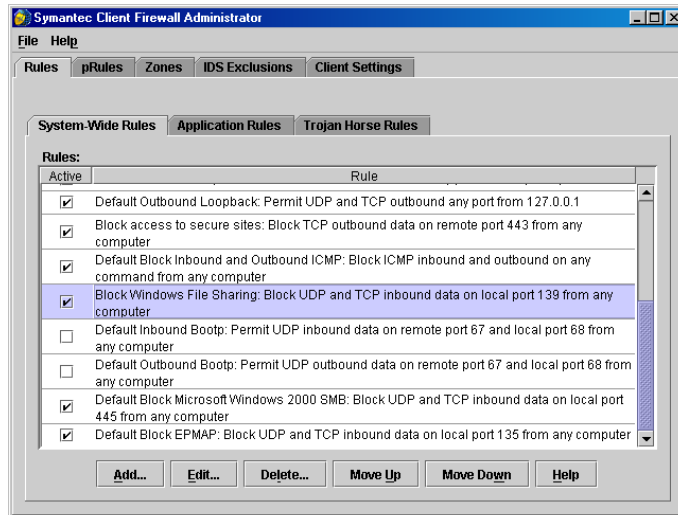 Symantec Client Firewall Administrator
File Help
Rules pRules Zones IDS Exclusions Client Settings
System-Wide Rules Application Rules Trojan Horse Rules
Rules:
Active Rule
Default Outbound Loopback: Permit UDP and TCP outbound any port from 127.0.0.1
Block access to secure sites: Block TCP outbound data on remote port 443 from any
computer
Default Block Inbound and Outbound ICMP: Block ICMP inbound and outbound on any
command from any computer
Block Windows File Sharing: Block UDP and TCP inbound data on local port 139 from any
computer
Default Inbound Bootp: Permit UDP inbound data on remote port 67 and local port 68 from
any computer
Default Outbound Bootp: Permit UDP outbound data on remote port 67 and local port 68 from
any computer
Default Block Microsoft Windows 2000 SMB: Block UDP and TCP inbound data on local port
445 from any computer
Default Block EPMAP: Block UDP and TCP inbound data on local port 135 from any computer
Add... Edit... Delete... Move Up Move Down Help